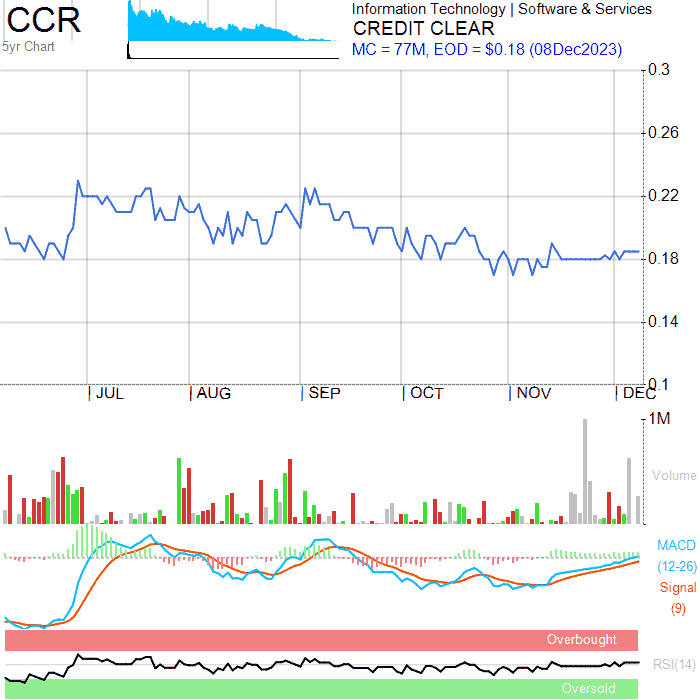 CCR
5yr Chart
Information Technology | Software & Services
CREDIT CLEAR
MC = 77M, EOD = $0.18 (08Dec2023)
0.3
0.26
0.22
0.18
0.14
0.1
JUL AUG SEP OCT NOV DEC
1M
Volume
MACD
(12-26)
Signal
(9)
Overbought
RSI(14)
Oversold